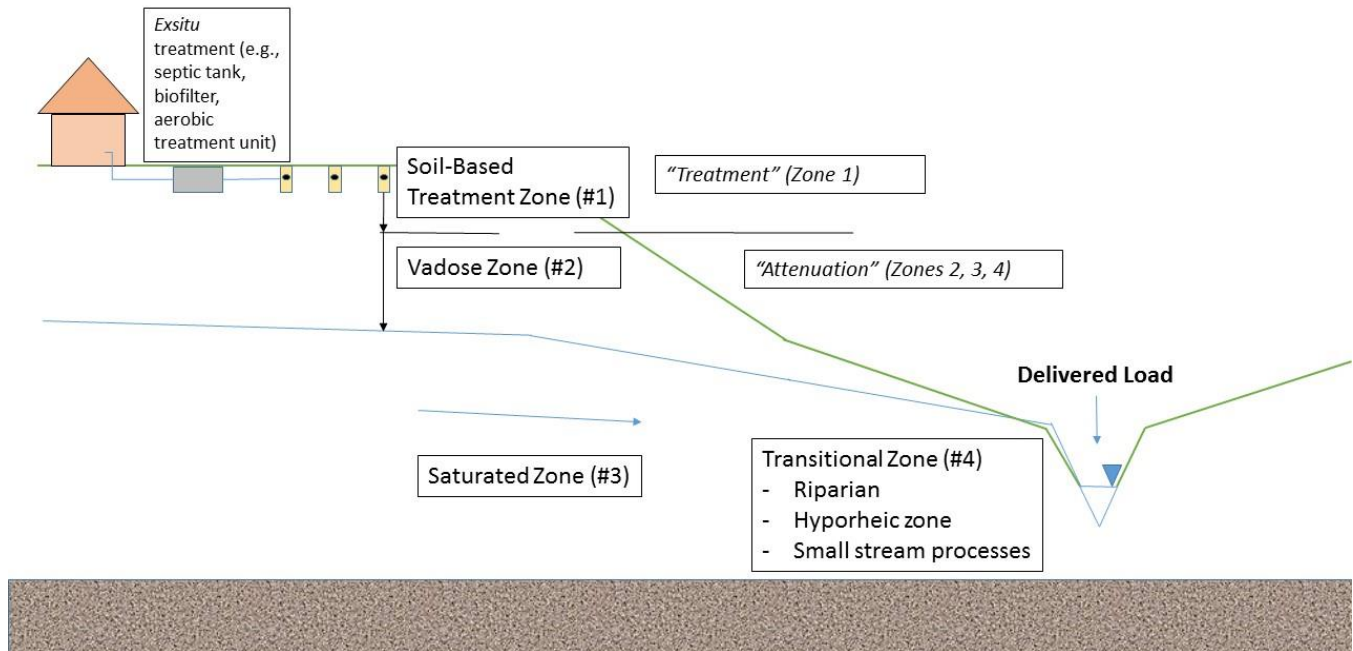 Exsitu
treatment (e.g.,
septic tank,
biofilter,
aerobic
treatment unit)
Soil-Based
Treatment Zone (#1)
“Treatment” (Zone 1)
Vadose Zone (#2)
“Attenuation” (Zones 2, 3, 4)
Delivered Load
Saturated Zone (#3)
Transitional Zone (#4)
- Riparian
- Hyporheic zone
- Small stream processes